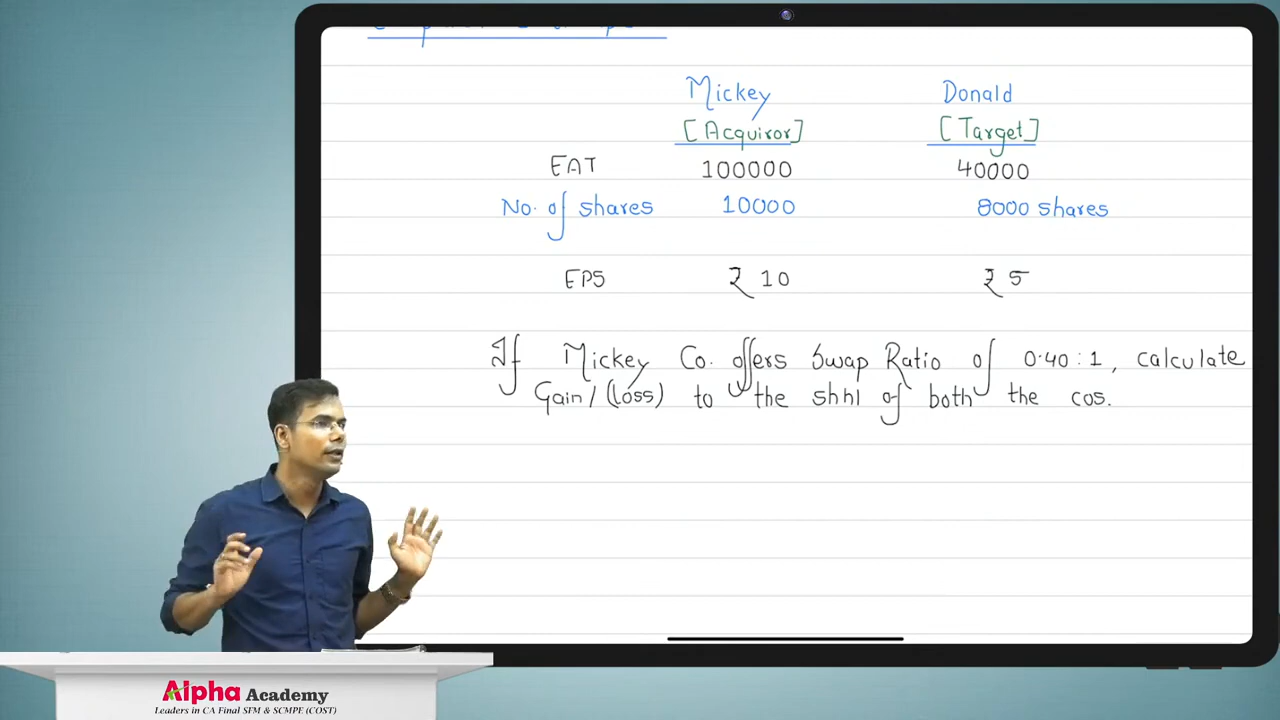 Mickey Donald
[Acquiror] [Target]
EAT 100000 40000
No. of shares 10000 8000 shares
EPS ₹ 10 ₹ 5
If Mickey Co. offers Swap Ratio of 0.40 : 1, calculate
Gain/(loss) to the shhl of both the cos.
Alpha Academy
Leaders in CA Final SFM & SCMPE (COST)